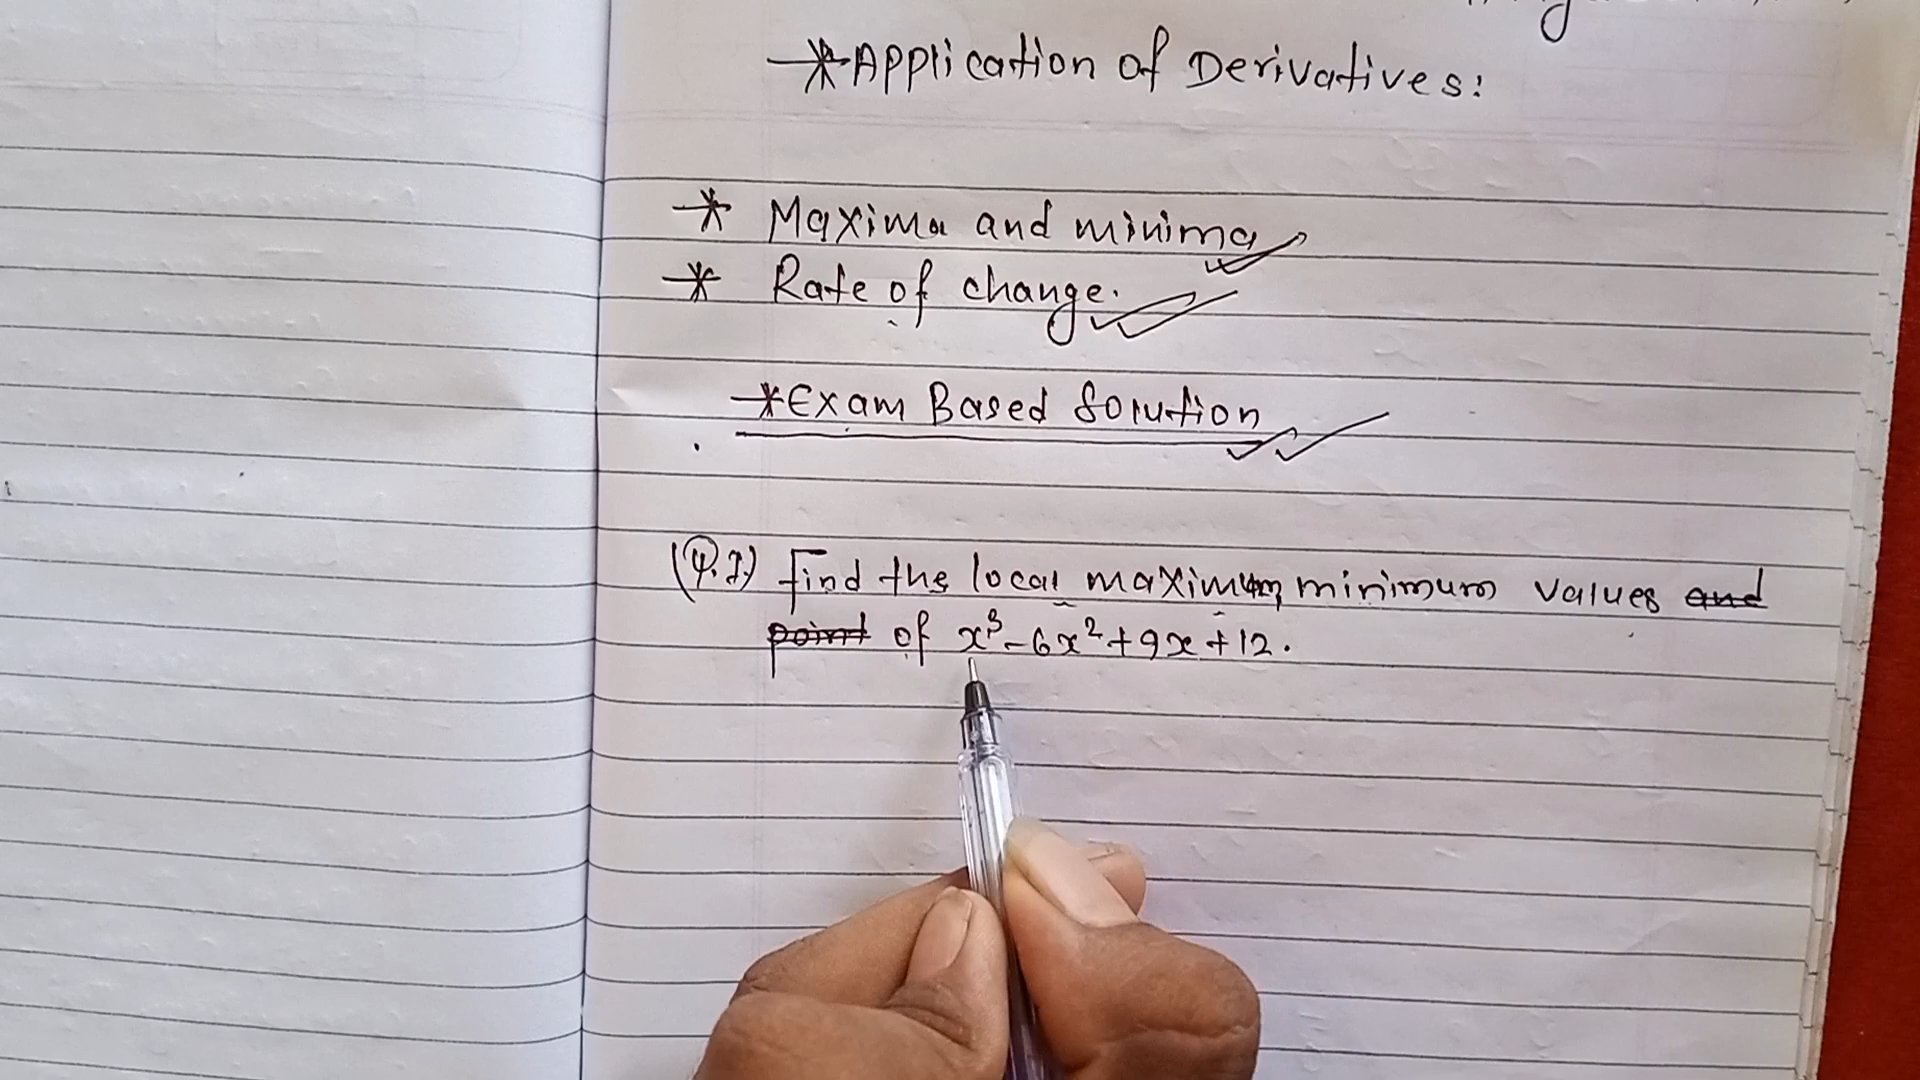 *Application of Derivatives:
* Maxima and minima
* Rate of change.
*Exam Based Solution
Find the local maximum minimum values and
point of x³-6x²+9x+12.